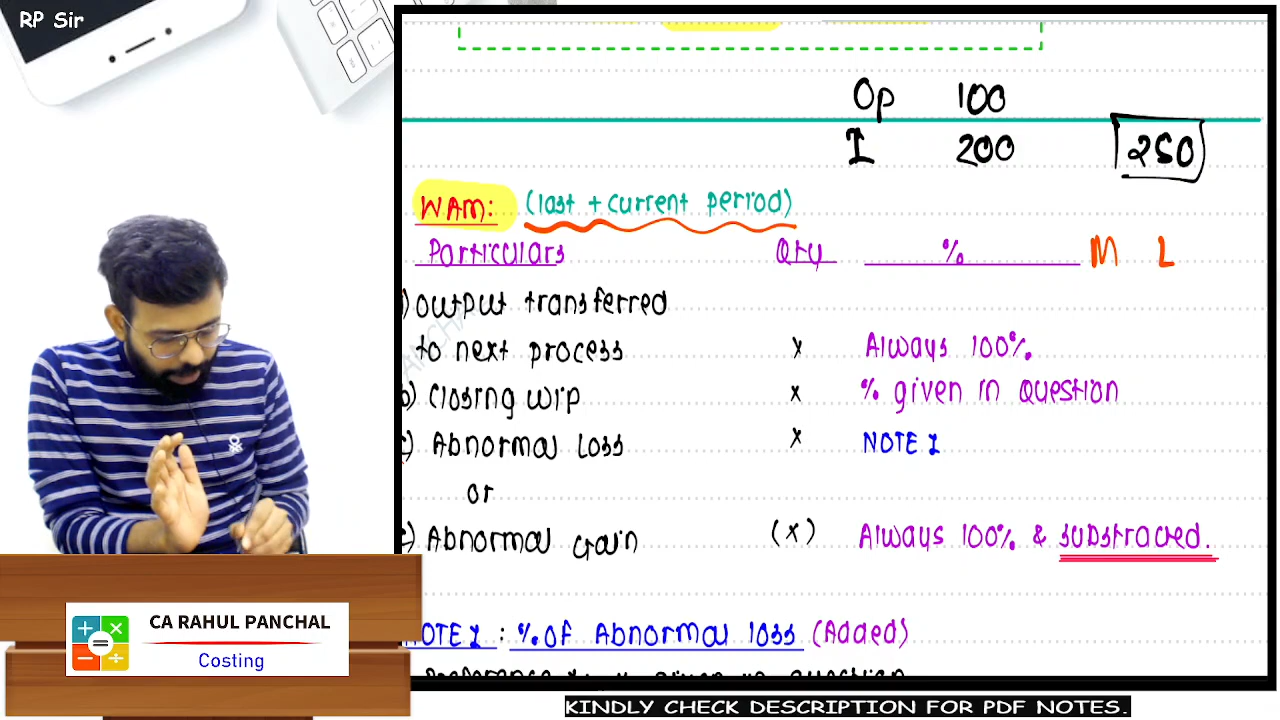 RP Sir
Op 100
I 200 250
WAM: (last + current period)
Particulars Qty % M L
output transferred
to next process x Always 100%
closing WIP x % given in Question
Abnormal Loss x NOTE 1
or
Abnormal Gain (x) Always 100% & substracted.
NOTE 1 : % of Abnormal loss (Added)
CA RAHUL PANCHAL
Costing
KINDLY CHECK DESCRIPTION FOR PDF NOTES.